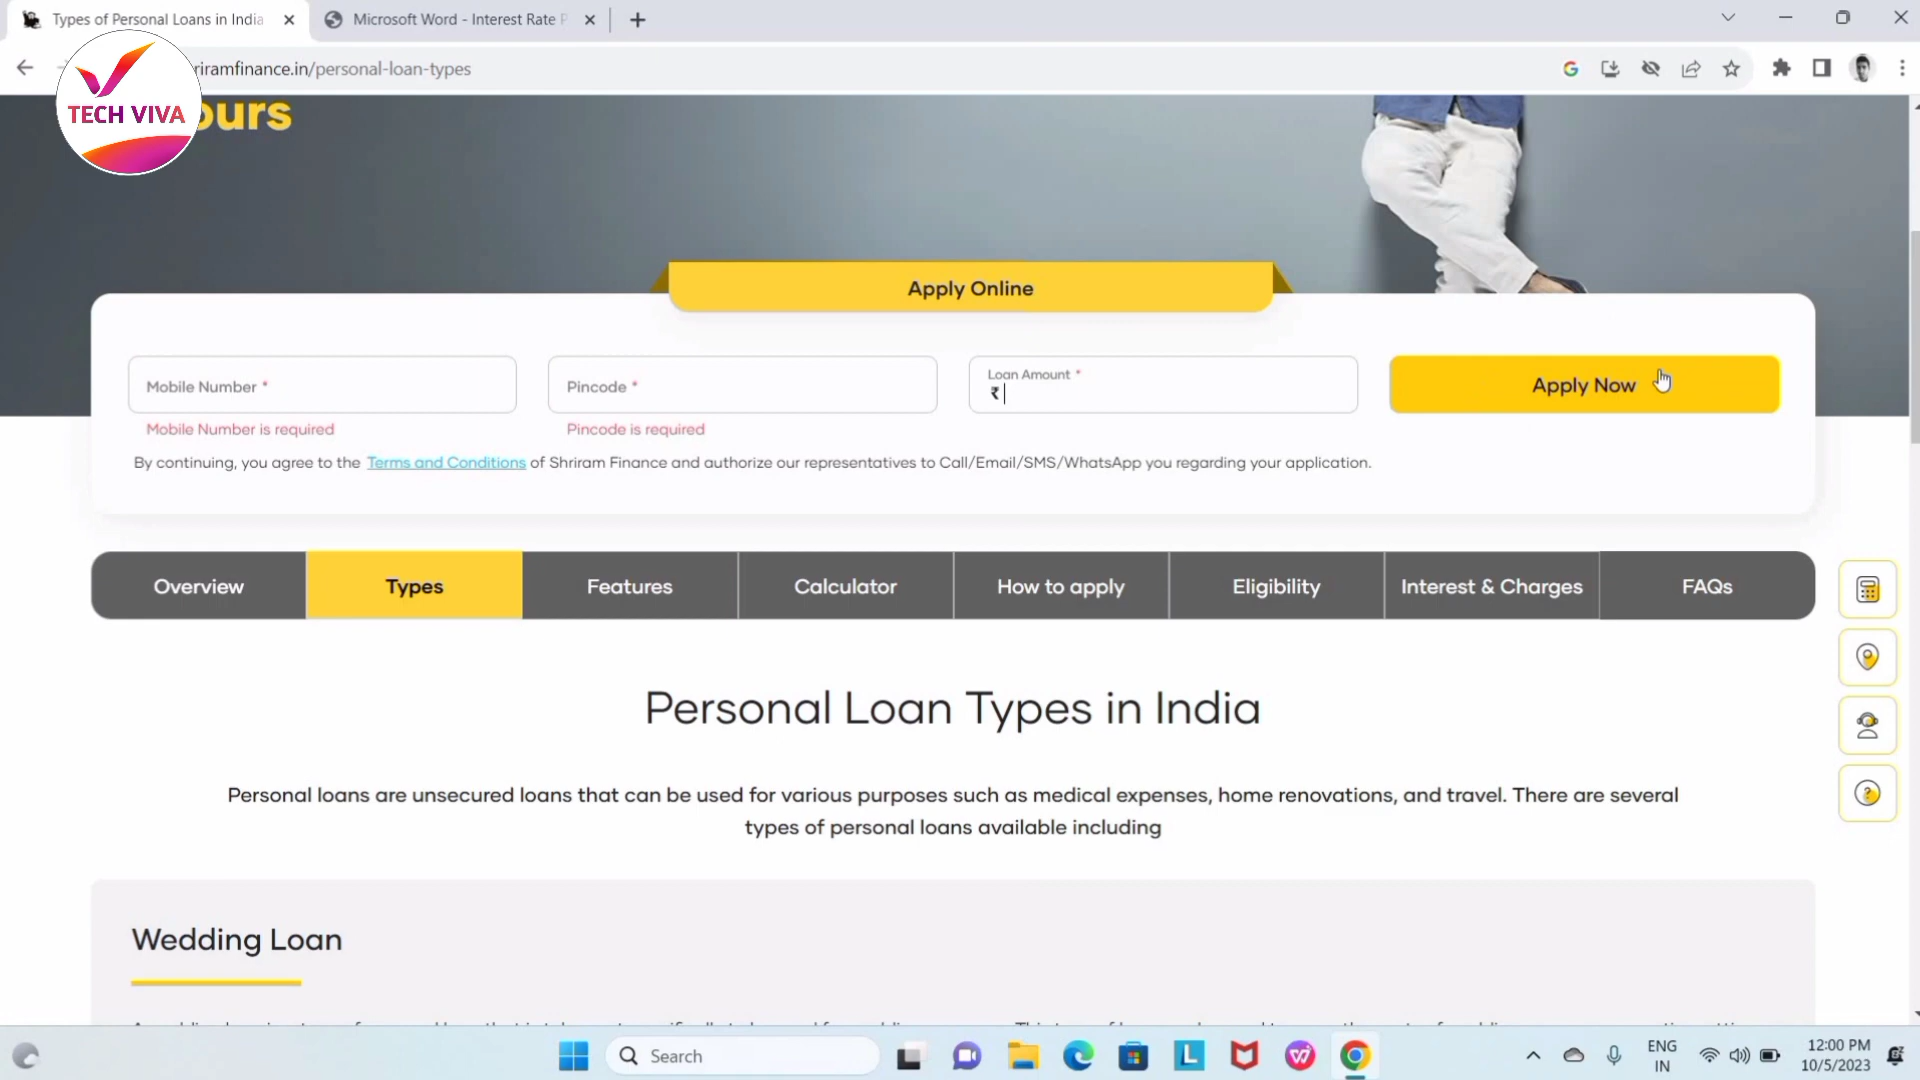 Types of Personal Loans in India
Microsoft Word - Interest Rate P
TECH VIVA
riramfinance.in/personal-loan-types
ours
Apply Online
Mobile Number *
Pincode *
Loan Amount *
₹
Apply Now
Mobile Number is required
Pincode is required
By continuing, you agree to the Terms and Conditions of Shriram Finance and authorize our representatives to Call/Email/SMS/WhatsApp you regarding your application.
Overview
Types
Features
Calculator
How to apply
Eligibility
Interest & Charges
FAQs
Personal Loan Types in India
Personal loans are unsecured loans that can be used for various purposes such as medical expenses, home renovations, and travel. There are several
types of personal loans available including
Wedding Loan
Search
ENG
IN
12:00 PM
10/5/2023